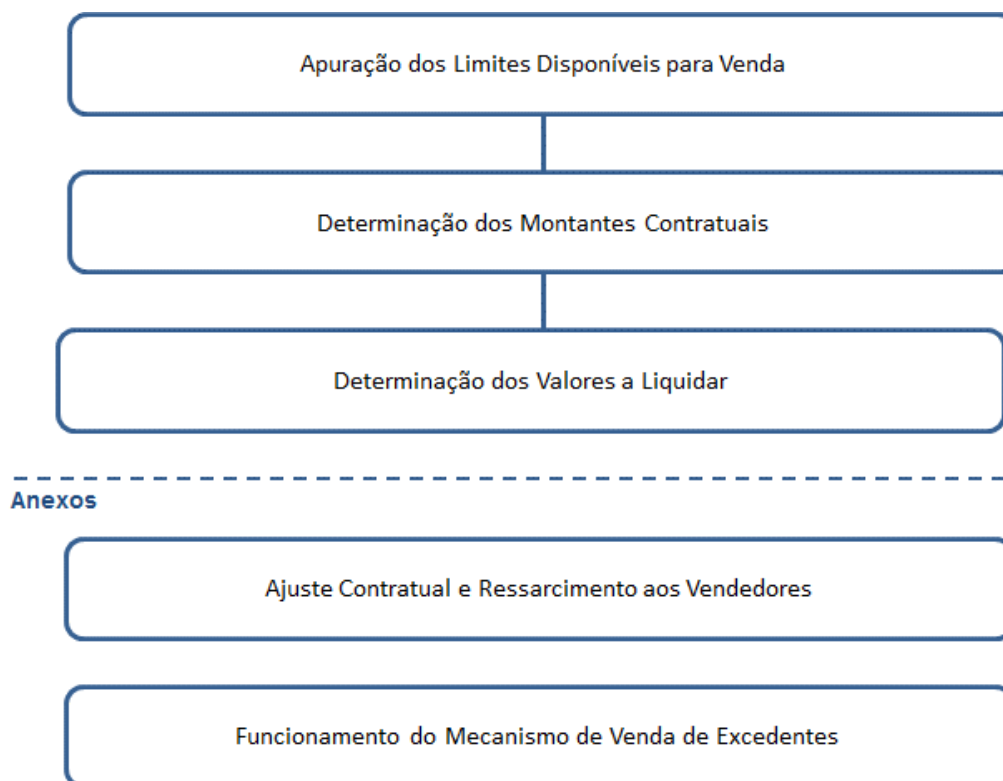 Apuração dos Limites Disponíveis para Venda
Determinação dos Montantes Contratuais
Determinação dos Valores a Liquidar
Anexos
Ajuste Contratual e Ressarcimento aos Vendedores
Funcionamento do Mecanismo de Venda de Excedentes